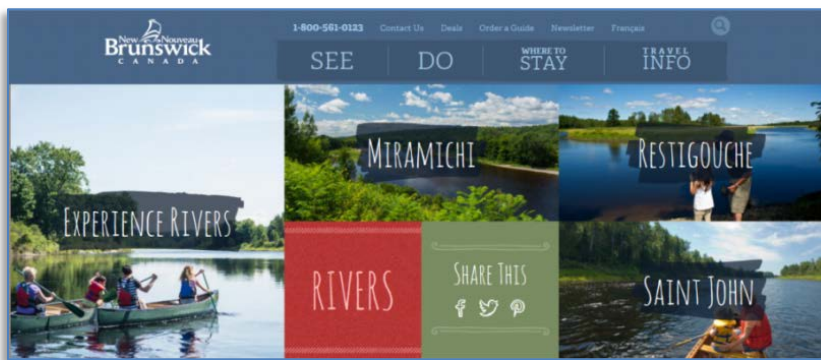 New Nouveau
Brunswick
CANADA
1-800-561-0123 Contact Us Deals Order a Guide Newsletter Français
SEE
DO
WHERE TO
STAY
TRAVEL
INFO
EXPERIENCE RIVERS
MIRAMICHI
RESTIGOUCHE
RIVERS
SHARE THIS
SAINT JOHN